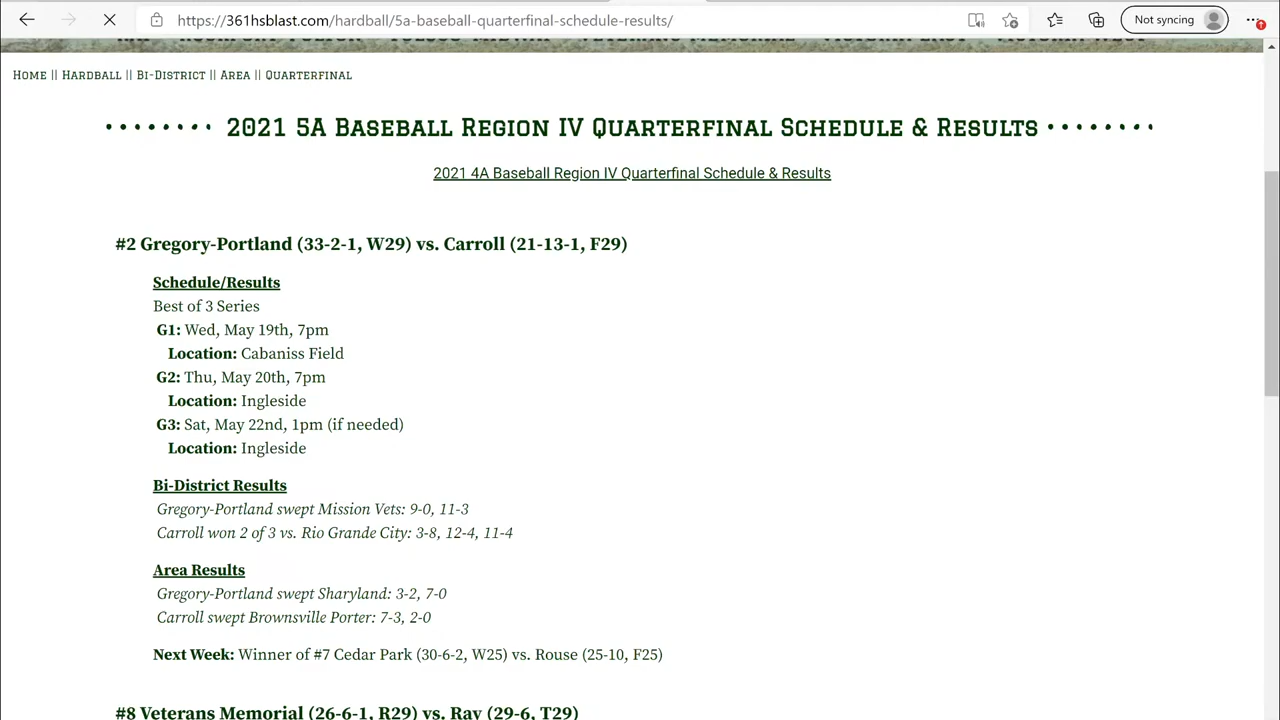 https://361hsblast.com/hardball/5a-baseball-quarterfinal-schedule-results/
Not syncing
Home || Hardball || Bi-District || Area || Quarterfinal
2021 5A Baseball Region IV Quarterfinal Schedule & Results
2021 4A Baseball Region IV Quarterfinal Schedule & Results
#2 Gregory-Portland (33-2-1, W29) vs. Carroll (21-13-1, F29)
Schedule/Results
Best of 3 Series
G1: Wed, May 19th, 7pm
Location: Cabaniss Field
G2: Thu, May 20th, 7pm
Location: Ingleside
G3: Sat, May 22nd, 1pm (if needed)
Location: Ingleside
Bi-District Results
Gregory-Portland swept Mission Vets: 9-0, 11-3
Carroll won 2 of 3 vs. Rio Grande City: 3-8, 12-4, 11-4
Area Results
Gregory-Portland swept Sharyland: 3-2, 7-0
Carroll swept Brownsville Porter: 7-3, 2-0
Next Week: Winner of #7 Cedar Park (30-6-2, W25) vs. Rouse (25-10, F25)
#8 Veterans Memorial (26-6-1, R29) vs. Ray (29-6, T29)